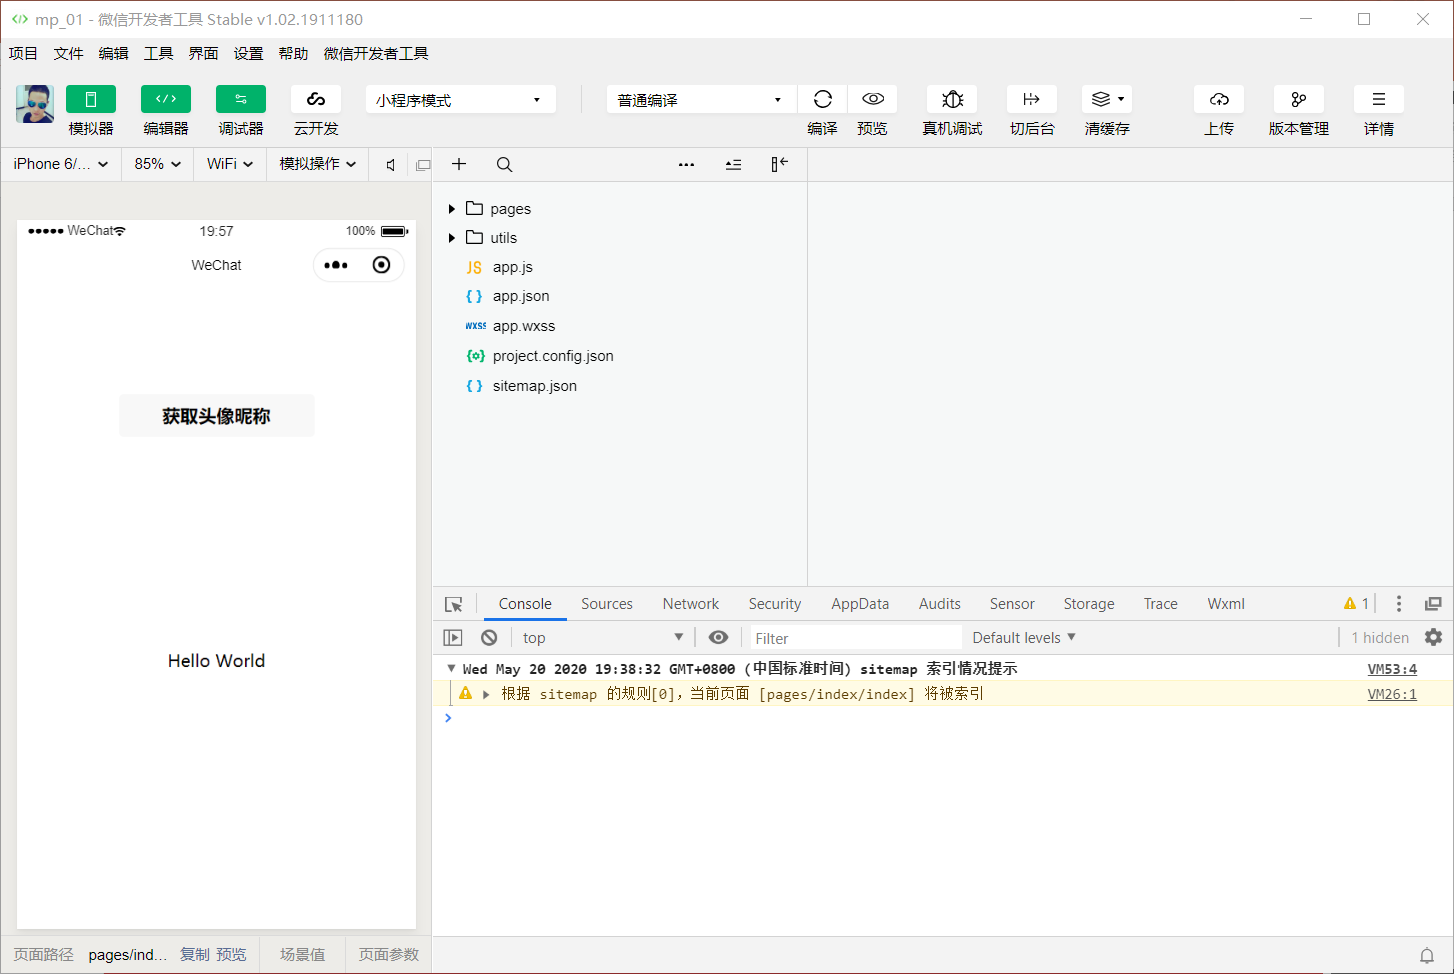 mp_01 - 微信开发者工具 Stable v1.02.1911180
项目 文件 编辑 工具 界面 设置 帮助 微信开发者工具
小程序模式 普通编译
模拟器 编辑器 调试器 云开发 编译 预览 真机调试 切后台 清缓存 上传 版本管理 详情
iPhone 6/... 85% WiFi 模拟操作
WeChat 19:57 100%
WeChat
获取头像昵称
Hello World
页面路径 pages/ind... 复制 预览 场景值 页面参数
pages
utils
JS app.js
{ } app.json
WXSS app.wxss
project.config.json
{ } sitemap.json
Console Sources Network Security AppData Audits Sensor Storage Trace Wxml 1
top Filter Default levels 1 hidden
Wed May 20 2020 19:38:32 GMT+0800 (中国标准时间) sitemap 索引情况提示 VM53:4
根据 sitemap 的规则[0]，当前页面 [pages/index/index] 将被索引 VM26:1